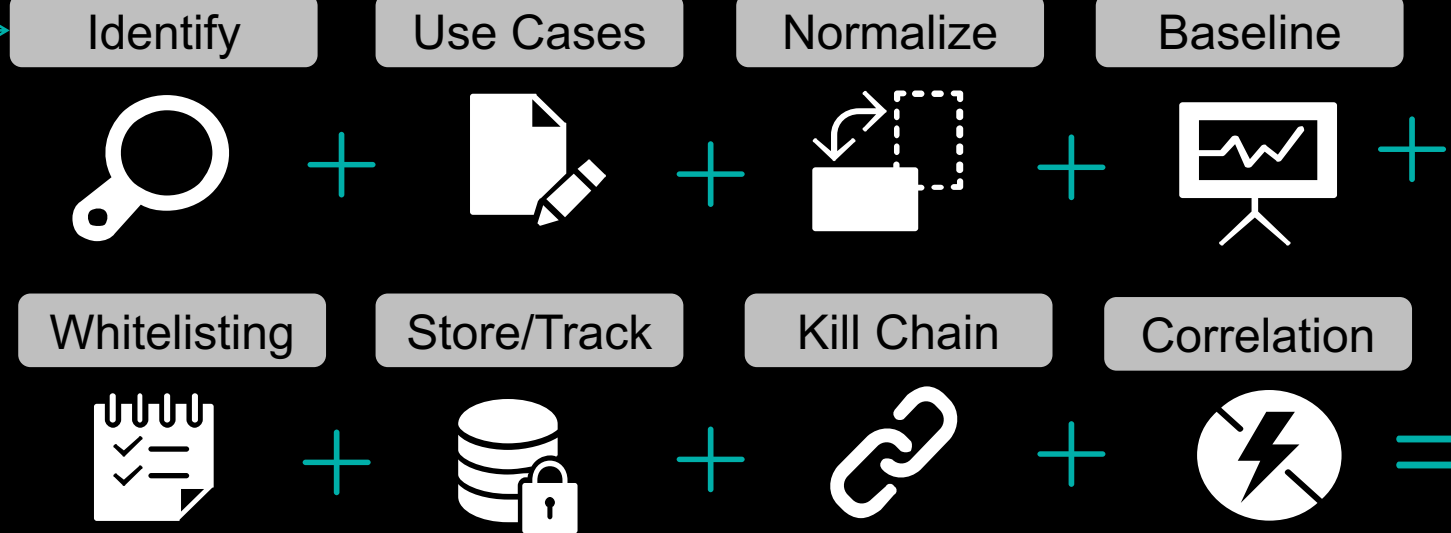 Identify
Use Cases
Normalize
Baseline
Whitelisting
Store/Track
Kill Chain
Correlation